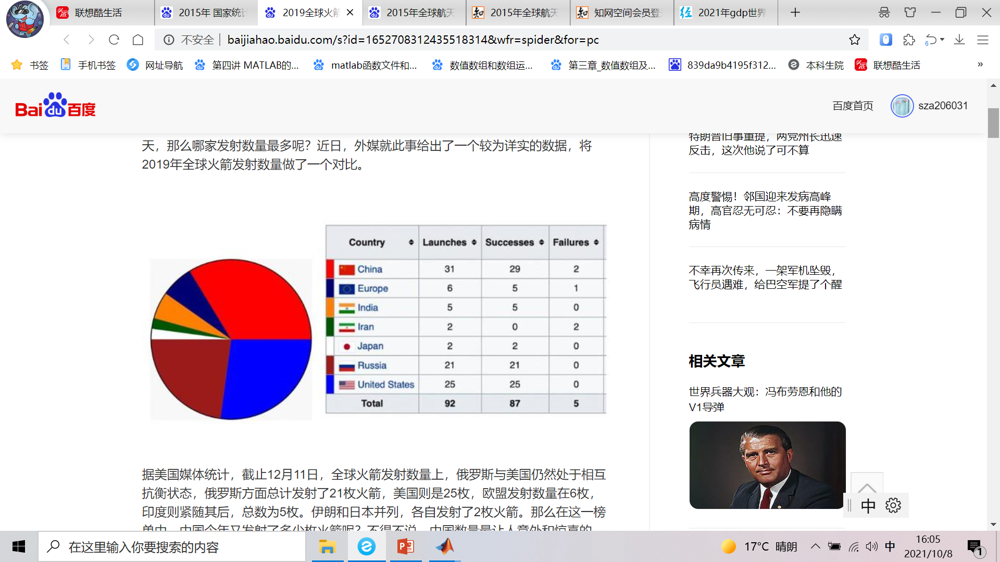 联想酷生活
2015年 国家统计
2019全球火箭
2015年全球航天
2015年全球航天
知网空间会员登
2021年gdp世界
不安全
baijiahao.baidu.com/s?id=1652708312435518314&wfr=spider&for=pc
6
书签
手机书签
网址导航
第四讲 MATLAB的...
matlab函数文件和...
数值数组和数组运...
第三章_数值数组及...
839da9b4195f312...
本科生院
联想酷生活
»
Bai du 百度
百度首页
sza206031
天，那么哪家发射数量最多呢？近日，外媒就此事给出了一个较为详实的数据，将
2019年全球火箭发射数量做了一个对比。
Country Launches Successes Failures
China 31 29 2
Europe 6 5 1
India 5 5 0
Iran 2 0 2
Japan 2 2 0
Russia 21 21 0
United States 25 25 0
Total 92 87 5
据美国媒体统计，截止12月11日，全球火箭发射数量上，俄罗斯与美国仍然处于相互
抗衡状态，俄罗斯方面总计发射了21枚火箭，美国则是25枚，欧盟发射数量在6枚，
印度则紧随其后，总数为5枚。伊朗和日本并列，各自发射了2枚火箭。那么在这一榜
单中，中国今年又发射了多少枚火箭呢？不得不说，中国数量是让人意外和惊喜的，
特朗普旧事重提，两党州长迅速
反击，这次他说了可不算
高度警惕！邻国迎来发病高峰
期，高官忍无可忍：不要再隐瞒
病情
不幸再次传来，一架军机坠毁，
飞行员遇难，给巴空军提了个醒
相关文章
世界兵器大观：冯布劳恩和他的
V1导弹
中
在这里输入你要搜索的内容
17°C 晴朗
中
16:05
2021/10/8
1